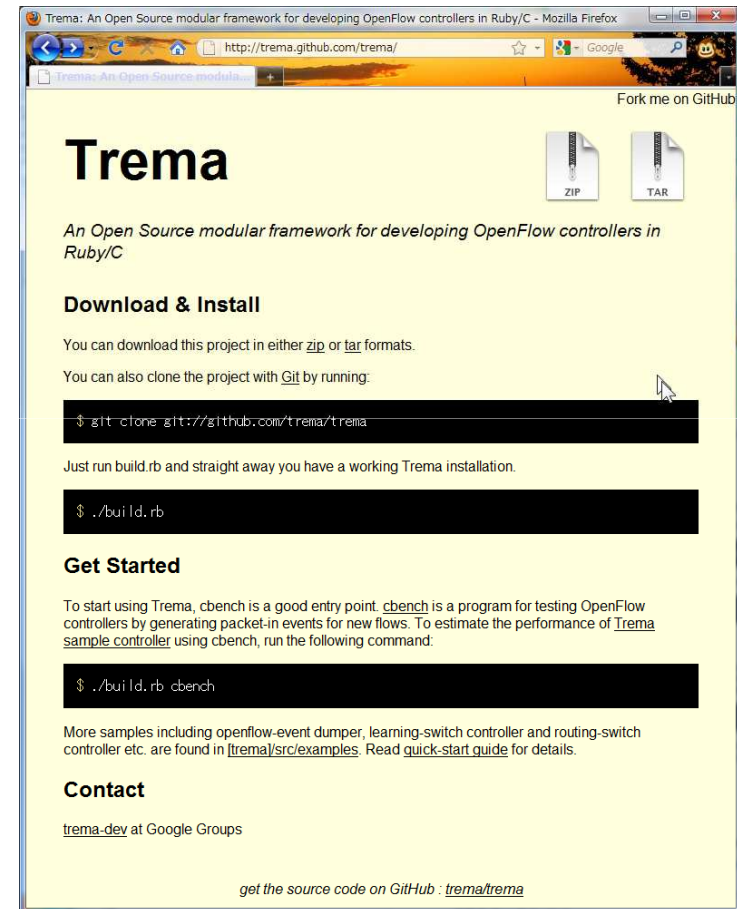 Trema: An Open Source modular framework for developing OpenFlow controllers in Ruby/C - Mozilla Firefox
http://trema.github.com/trema/
Google
Trema: An Open Source modula...
Fork me on GitHub
Trema
ZIP
TAR
An Open Source modular framework for developing OpenFlow controllers in
Ruby/C
Download & Install
You can download this project in either zip or tar formats.
You can also clone the project with Git by running:
$ git clone git://github.com/trema/trema
Just run build.rb and straight away you have a working Trema installation.
$ ./build.rb
Get Started
To start using Trema, cbench is a good entry point. cbench is a program for testing OpenFlow
controllers by generating packet-in events for new flows. To estimate the performance of Trema
sample controller using cbench, run the following command:
$ ./build.rb cbench
More samples including openflow-event dumper, learning-switch controller and routing-switch
controller etc. are found in [trema]/src/examples. Read quick-start guide for details.
Contact
trema-dev at Google Groups
get the source code on GitHub : trema/trema